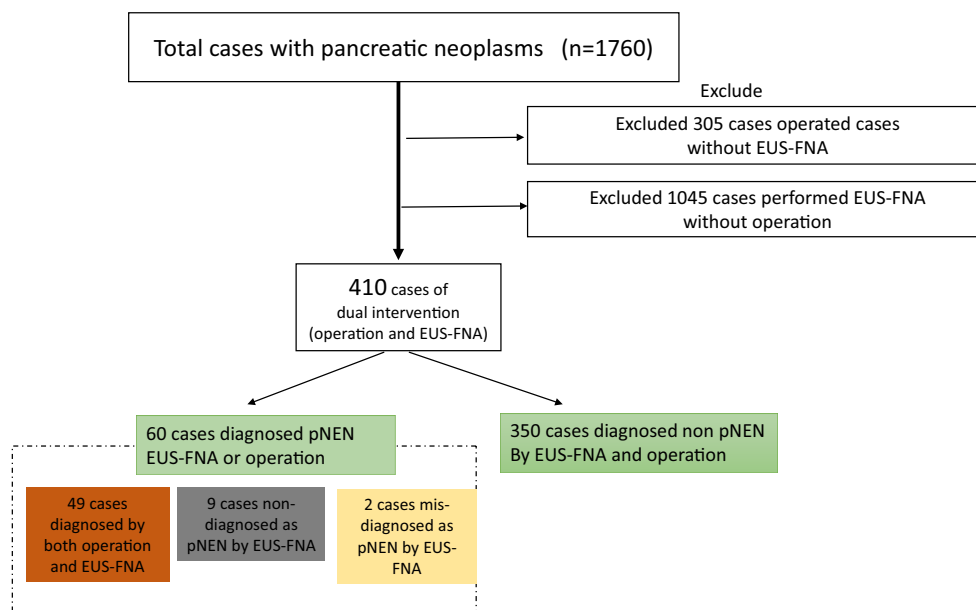 Total cases with pancreatic neoplasms (n=1760)
Exclude
Excluded 305 cases operated cases
without EUS-FNA
Excluded 1045 cases performed EUS-FNA
without operation
410 cases of
dual intervention
(operation and EUS-FNA)
60 cases diagnosed pNEN
EUS-FNA or operation
350 cases diagnosed non pNEN
By EUS-FNA and operation
49 cases
diagnosed by
both operation
and EUS-FNA
9 cases non-
diagnosed as
pNEN by EUS-FNA
2 cases mis-
diagnosed as
pNEN by EUS-
FNA